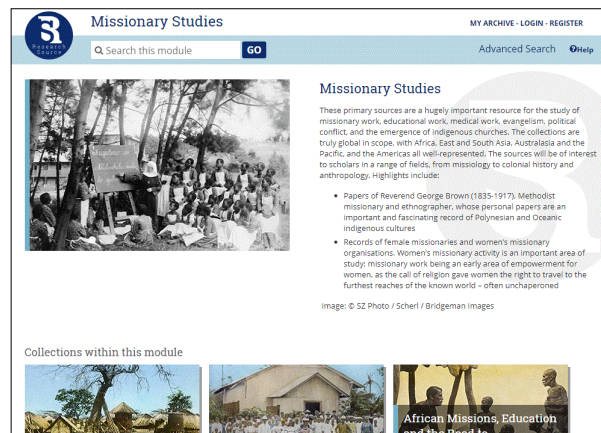 Missionary Studies
MY ARCHIVE - LOGIN - REGISTER
SR
Research
Source
Search this module
GO
Advanced Search
Help
Missionary Studies
These primary sources are a hugely important resource for the study of
missionary work, educational work, medical work, evangelism, political
conflict, and the emergence of indigenous churches. The collections are
truly global in scope, with Africa, East and South Asia, Australasia and the
Pacific, and the Americas all well-represented. The sources will be of interest
to scholars in a range of fields, from missiology to colonial history and
anthropology. Highlights include:
• Papers of Reverend George Brown (1835-1917), Methodist
missionary and ethnographer, whose personal papers are an
important and fascinating record of Polynesian and Oceanic
indigenous cultures
• Records of female missionaries and women's missionary
organisations. Women's missionary activity is an important area of
study: missionary work being an early area of empowerment for
women, as the call of religion gave women the right to travel to the
furthest reaches of the known world – often unchaperoned
Image: © SZ Photo / Scherl / Bridgeman Images
Collections within this module
African Missions, Education
and the Road to